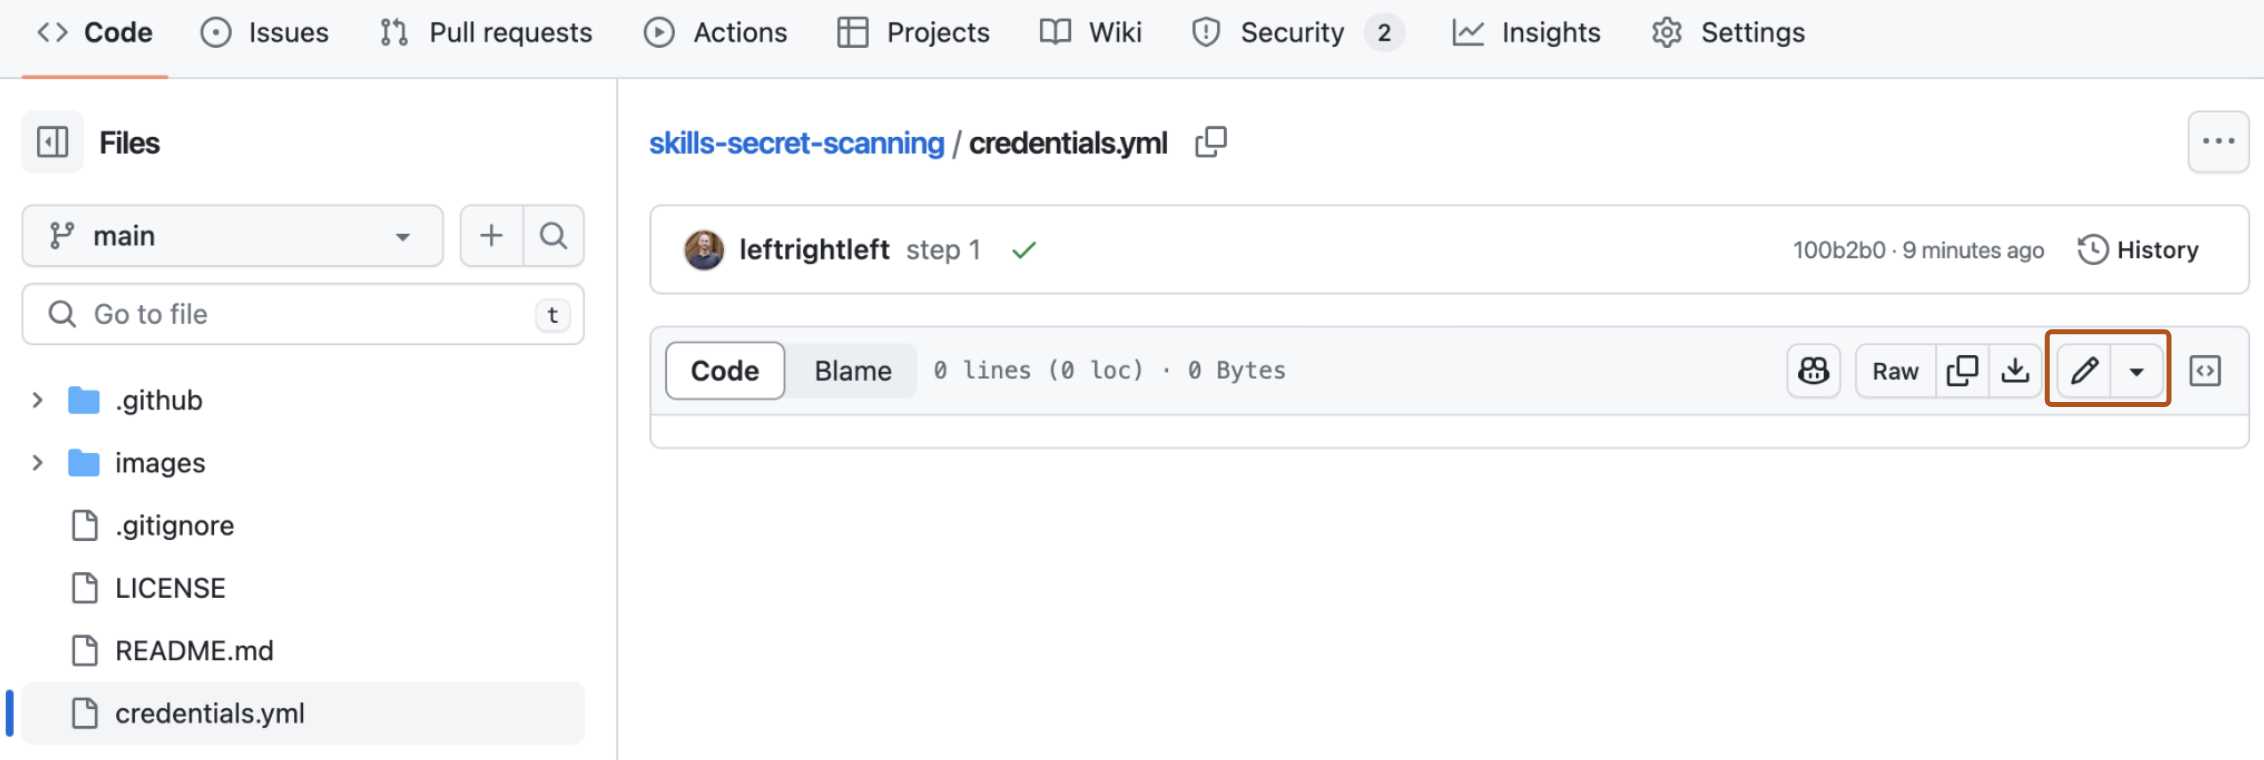 Code Issues Pull requests Actions Projects Wiki Security 2 Insights Settings
Files
main
Go to file t
.github
images
.gitignore
LICENSE
README.md
credentials.yml
skills-secret-scanning / credentials.yml
leftrightleft step 1 100b2b0 · 9 minutes ago History
Code Blame 0 lines (0 loc) · 0 Bytes Raw